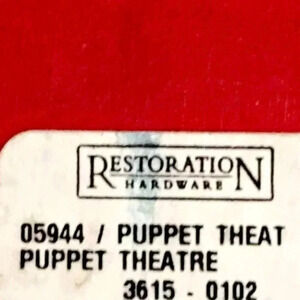 RESTORATION
HARDWARE
05944 / PUPPET THEAT
PUPPET THEATRE
3615 - 0102